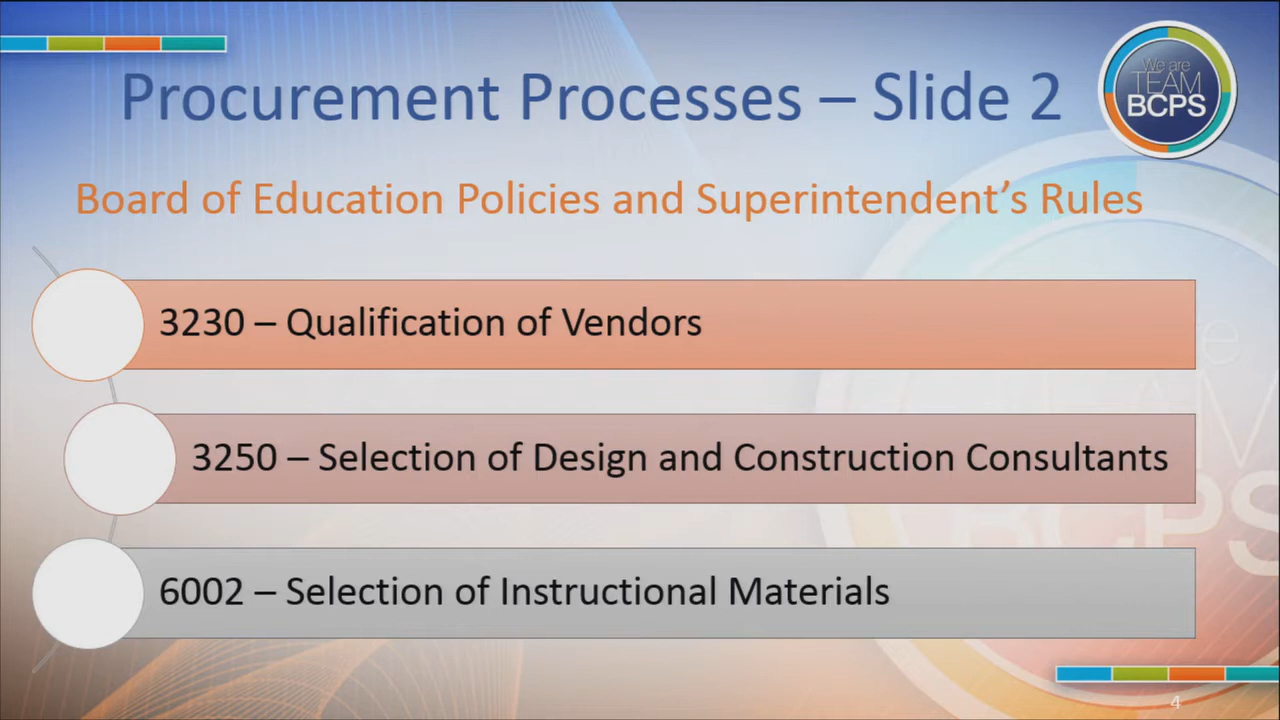 Procurement Processes – Slide 2
We are
TEAM
BCPS
Board of Education Policies and Superintendent’s Rules
3230 – Qualification of Vendors
3250 – Selection of Design and Construction Consultants
6002 – Selection of Instructional Materials
4